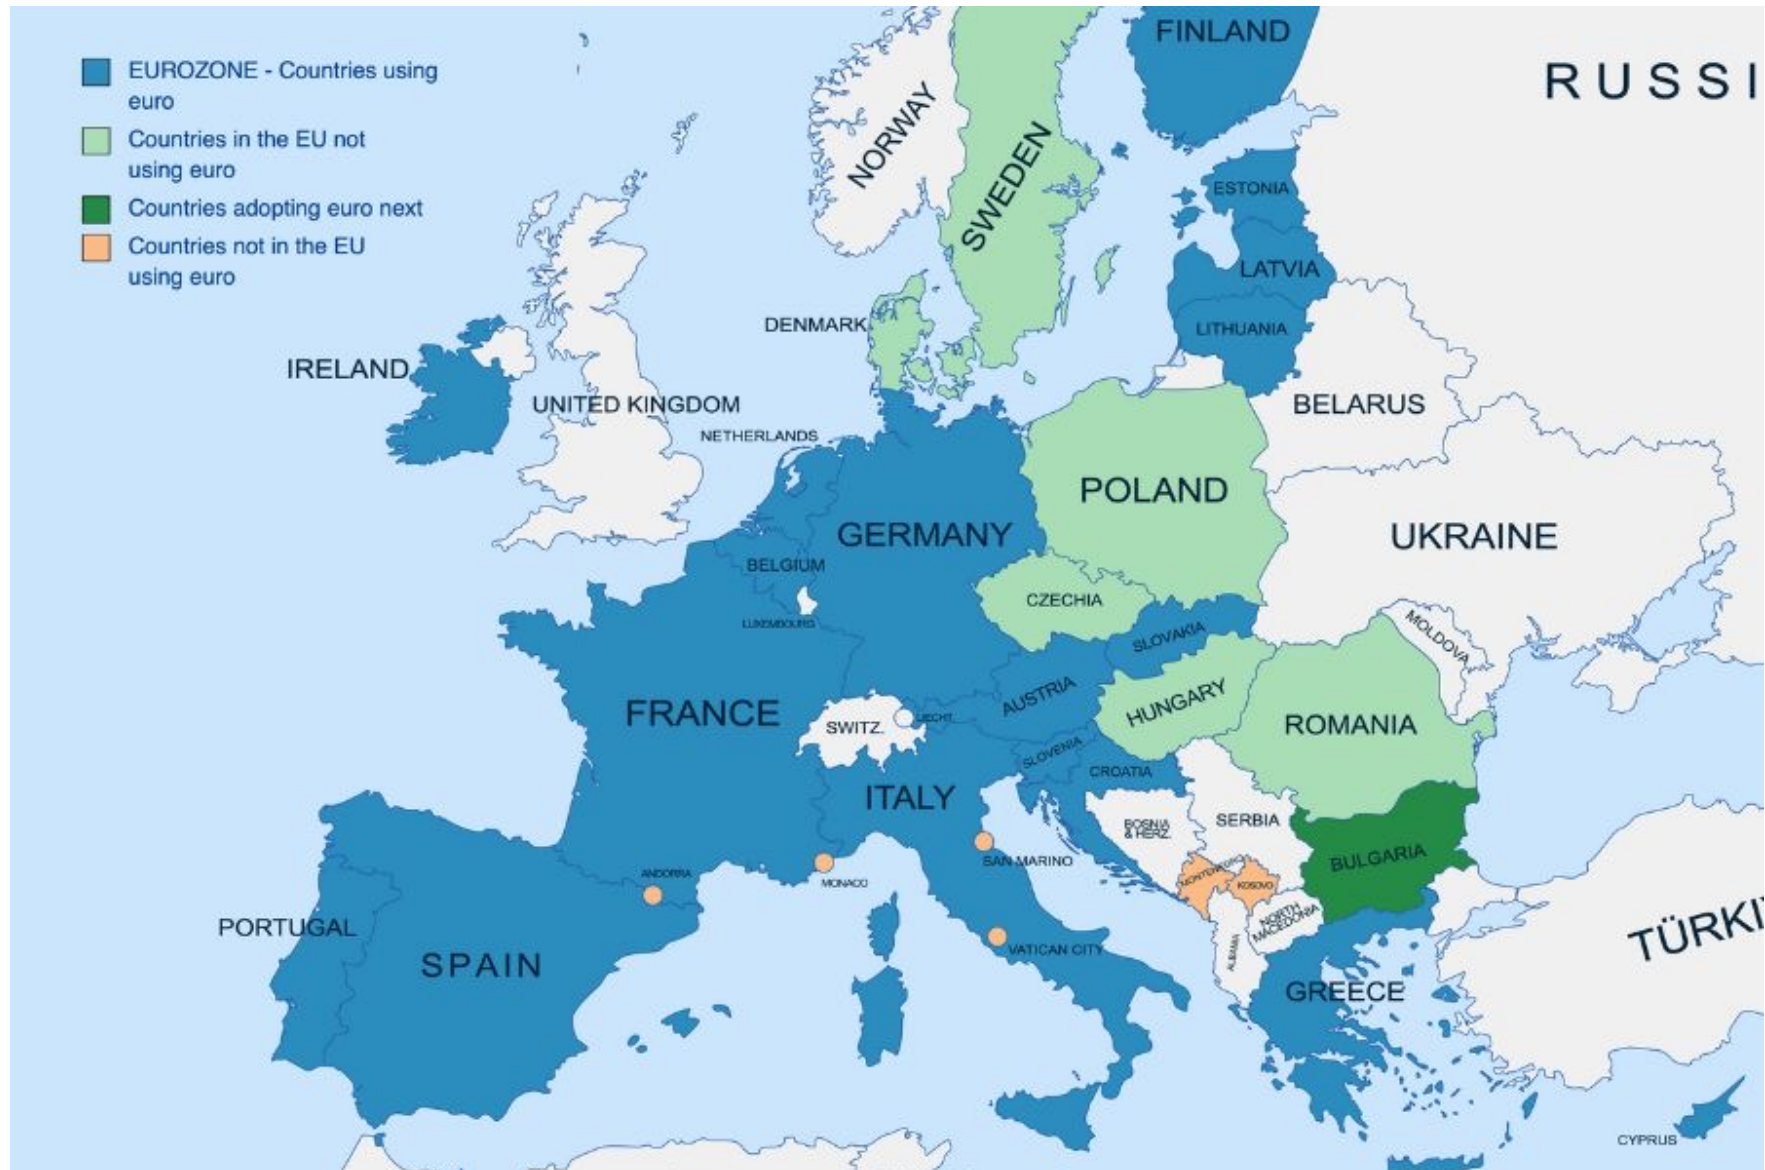 EUROZONE - Countries using
euro
Countries in the EU not
using euro
Countries adopting euro next
Countries not in the EU
using euro
FINLAND
RUSSI
NORWAY
SWEDEN
ESTONIA
LATVIA
LITHUANIA
DENMARK
IRELAND
UNITED KINGDOM
BELARUS
NETHERLANDS
POLAND
GERMANY
UKRAINE
BELGIUM
CZECHIA
LUXEMBOURG
SLOVAKIA
MOLDOVA
AUSTRIA
HUNGARY
FRANCE
SWITZ.
LIECHT.
ROMANIA
SLOVENIA
CROATIA
ITALY
BOSNIA
& HERZ.
SERBIA
SAN MARINO
BULGARIA
ANDORRA
MONACO
MONTENEGRO
KOSOVO
PORTUGAL
NORTH
MACEDONIA
TÜRKİ
VATICAN CITY
ALBANIA
SPAIN
GREECE
CYPRUS